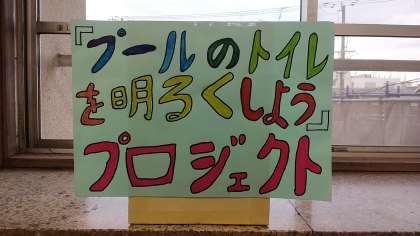 『プールのトイレ
を明るくしよう』
プロジェクト